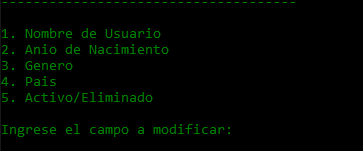 -------------------------------------
1. Nombre de Usuario
2. Anio de Nacimiento
3. Genero
4. Pais
5. Activo/Eliminado
Ingrese el campo a modificar: